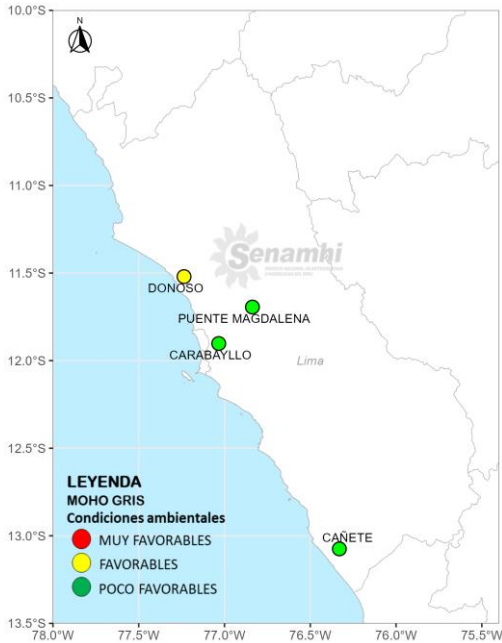 10.0°S
N
10.5°S
11.0°S
Senamhi
11.5°S
DONOSO
PUENTE MAGDALENA
CARABAYLLO
12.0°S
Lima
12.5°S
LEYENDA
MOHO GRIS
Condiciones ambientales
13.0°S
CAÑETE
MUY FAVORABLES
FAVORABLES
POCO FAVORABLES
13.5°S
78.0°W 77.5°W 77.0°W 76.5°W 76.0°W 75.5°W